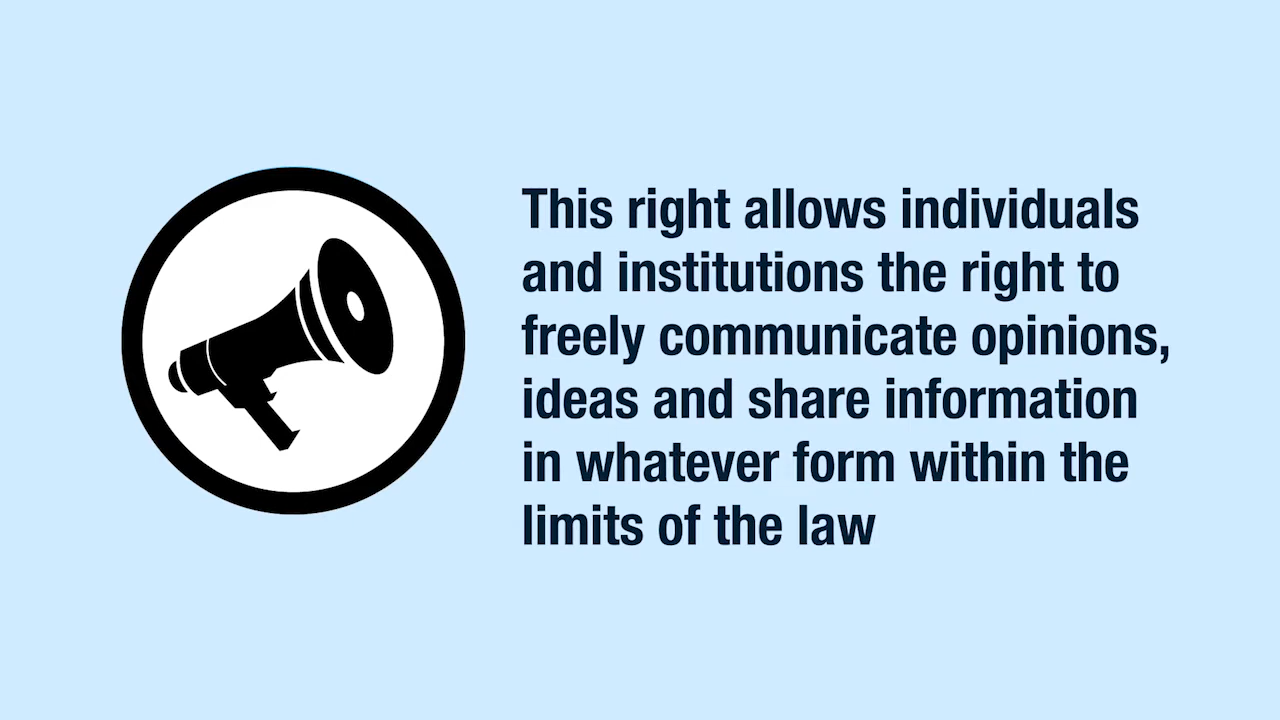 This right allows individuals
and institutions the right to
freely communicate opinions,
ideas and share information
in whatever form within the
limits of the law